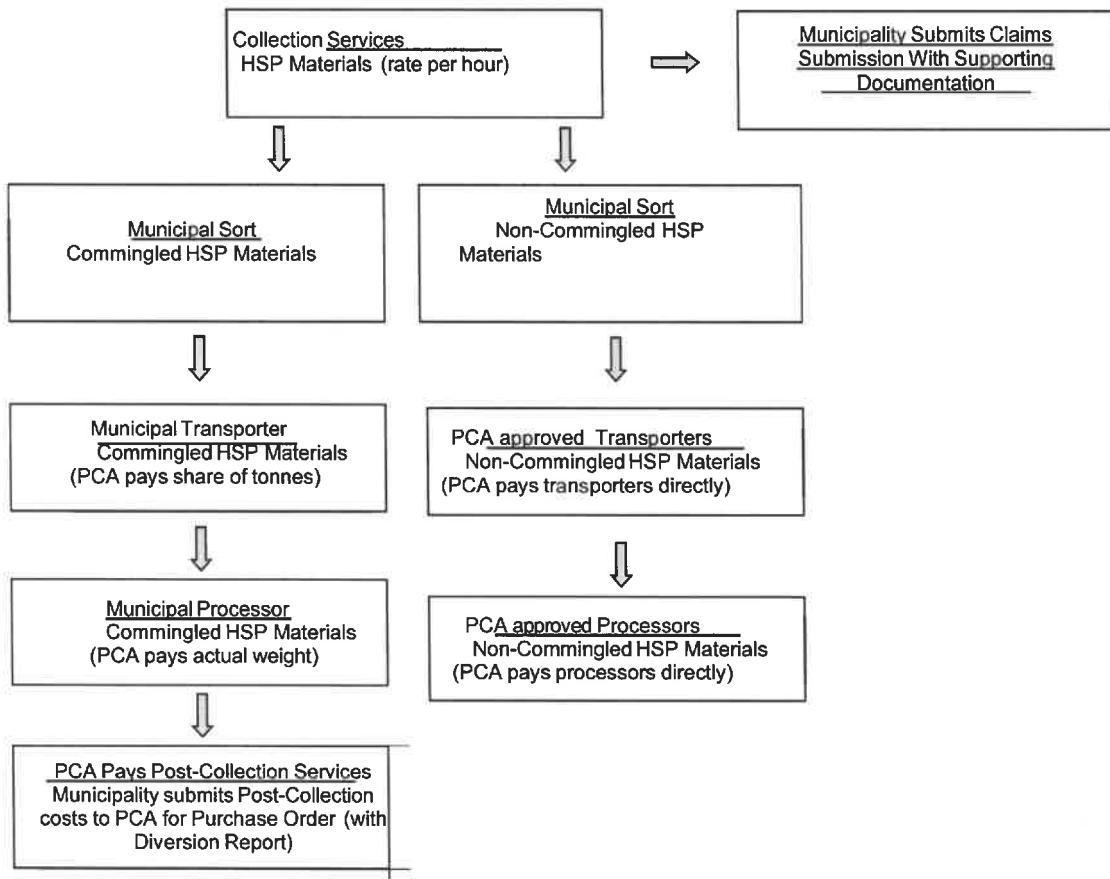 Collection Services
HSP Materials (rate per hour)
Municipality Submits Claims
Submission With Supporting
Documentation
Municipal Sort
Commingled HSP Materials
Municipal Sort
Non-Commingled HSP
Materials
Municipal Transporter
Commingled HSP Materials
(PCA pays share of tonnes)
PCA approved Transporters
Non-Commingled HSP Materials
(PCA pays transporters directly)
Municipal Processor
Commingled HSP Materials
(PCA pays actual weight)
PCA approved Processors
Non-Commingled HSP Materials
(PCA pays processors directly)
PCA Pays Post-Collection Services
Municipality submits Post-Collection
costs to PCA for Purchase Order (with
Diversion Report)